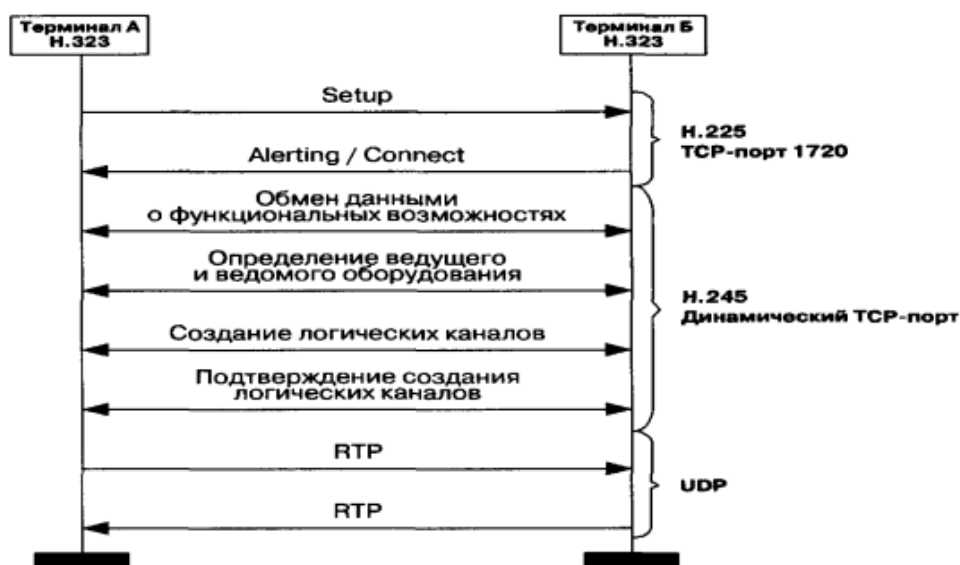 Терминал А
H.323
Терминал Б
H.323
Setup
H.225
TCP-порт 1720
Alerting / Connect
Обмен данными
о функциональных возможностях
Определение ведущего
и ведомого оборудования
H.245
Динамический TCP-порт
Создание логических каналов
Подтверждение создания
логических каналов
RTP
UDP
RTP